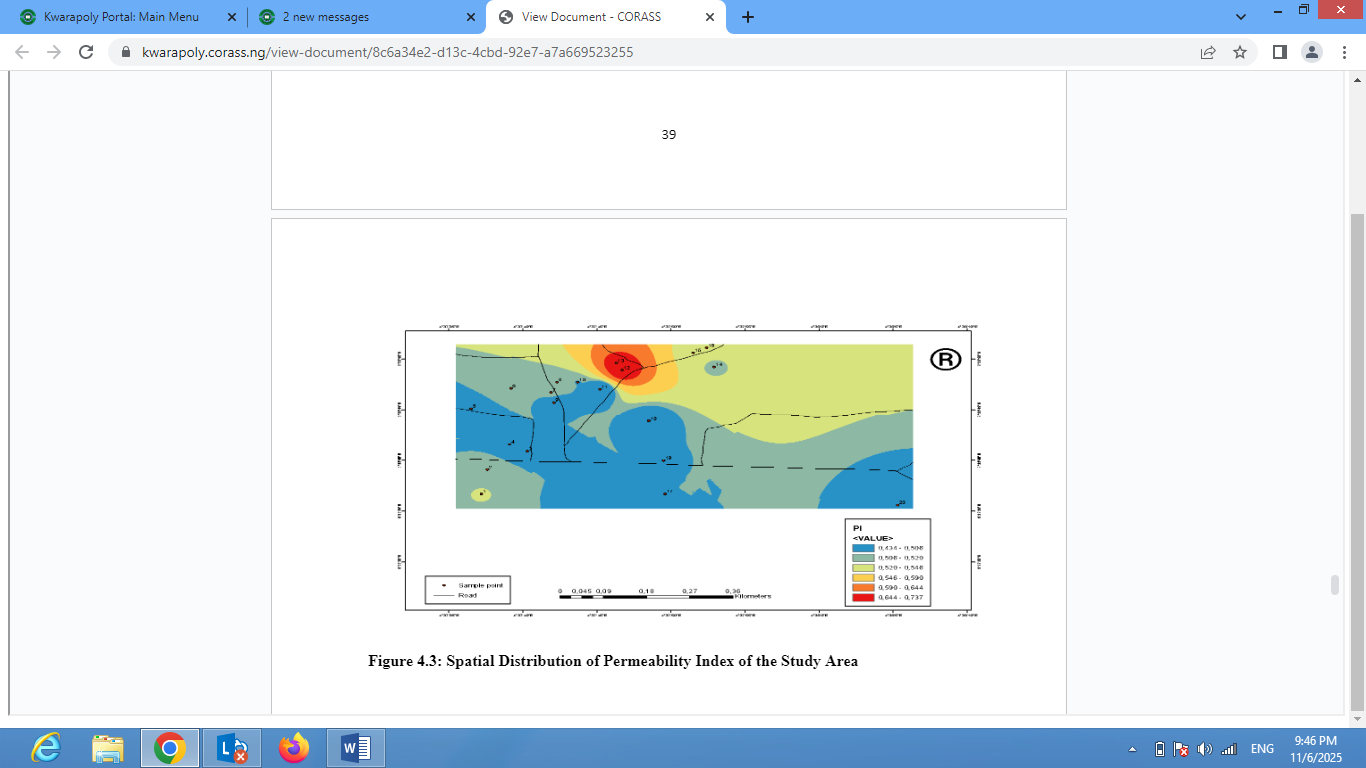 Kwarapoly Portal: Main Menu
2 new messages
View Document - CORASS
kwarapoly.corass.ng/view-document/8c6a34e2-d13c-4cbd-92e7-a7a669523255
39
R
PI
<VALUE>
0,434 - 0,508
0,508 - 0,520
0,520 - 0,546
0,546 - 0,590
0,590 - 0,644
0,644 - 0,737
Sample point
Road
0 0,045 0,09 0,18 0,27 0,36
Kilometers
Figure 4.3: Spatial Distribution of Permeability Index of the Study Area
ENG
9:46 PM
11/6/2025